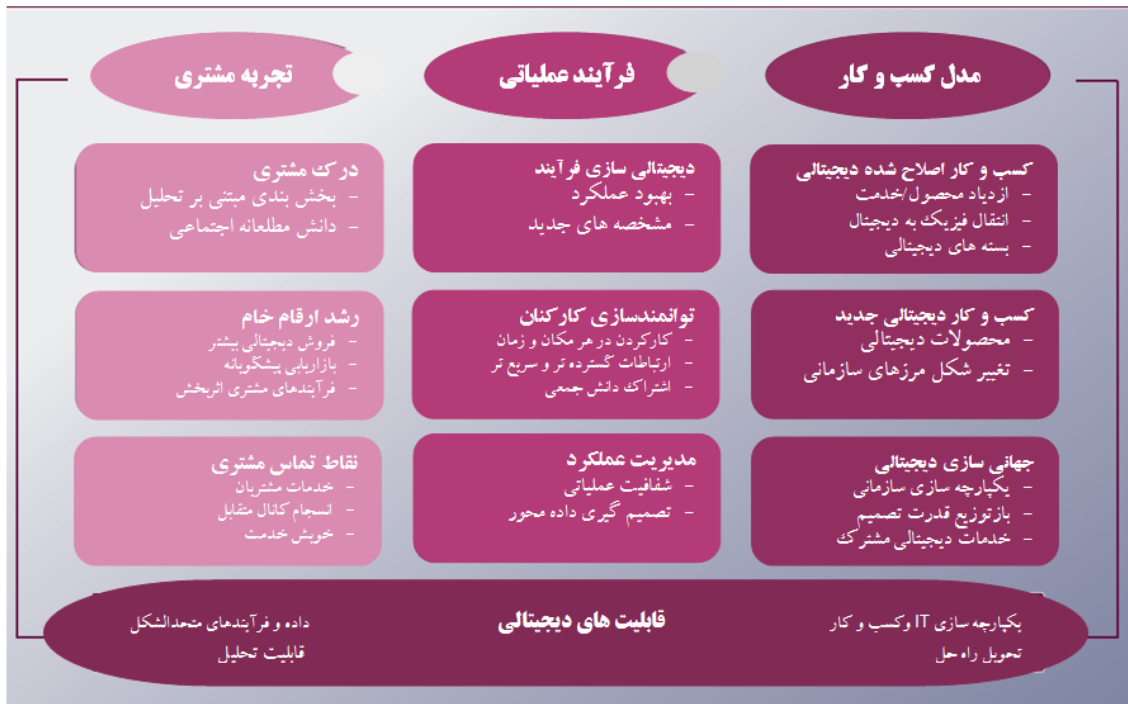 مدل کسب و کار
فرآیند عملیاتی
تجربه مشتری
کسب و کار اصلاح شده دیجیتالی
- ازدیاد محصول/خدمت
- انتقال فیزیک به دیجیتال
- بسته های دیجیتالی
دیجیتالی سازی فرآیند
- بهبود عملکرد
- مشخصه های جدید
درک مشتری
- بخش بندی مبتنی بر تحلیل
- دانش مطلعانه اجتماعی
کسب و کار دیجیتالی جدید
- محصولات دیجیتالی
- تغییر شکل مرزهای سازمانی
توانمندسازی کارکنان
- کارکردن در هر مکان و زمان
- ارتباطات گسترده تر و سریع تر
- اشتراک دانش جمعی
رشد ارقام خام
- فروش دیجیتالی بیشتر
- بازاریابی پیشگویانه
- فرآیندهای مشتری اثربخش
جهانی سازی دیجیتالی
- یکپارچه سازی سازمانی
- بازتوزیع قدرت تصمیم
- خدمات دیجیتالی مشترک
مدیریت عملکرد
- شفافیت عملیاتی
- تصمیم گیری داده محور
نقاط تماس مشتری
- خدمات مشتریان
- انسجام کانال متقابل
- خویش خدمت
قابلیت های دیجیتالی
یکپارچه سازی IT وکسب و کار
تحویل راه حل
داده و فرآیندهای متحدالشکل
قابلیت تحلیل